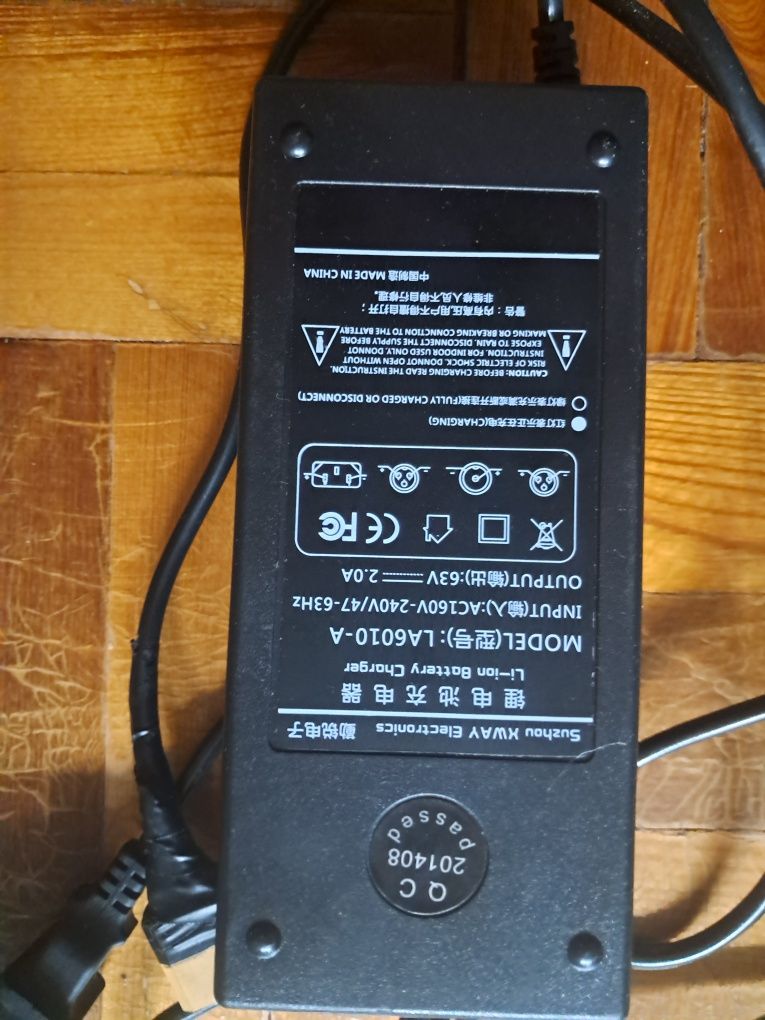 Suzhou XWAY Electronics 勤锐电子
锂电池充电器
Li-ion Batttery Charger
MODEL(型号): LA6010-A
INPUT(输入):AC160V-240V/47-63Hz
OUTPUT(输出):63V 2.0A
CE FC
红灯表示正在充电(CHARGING)
绿灯表示充满或断开连接(FULLY CHARGED OR DISCONNECT)
CAUTION: BEFORE CHARGING READ THE INSTRUCTION.
RISK OF ELECTRIC SHOCK. DONNOT OPEN WITHOUT
INSTRUCTION. FOR INDOOR USED ONLY, DONNOT
EXPOSE TO RAIN. DISCONNECT THE SUPPLY BEFORE
MAKING OR BREAKING CONNECTION TO THE BATTERY
警告：内有高压,用户不得擅自打开；
非维修人员不得自行修理。
中国制造 MADE IN CHINA
QC
201408
passed